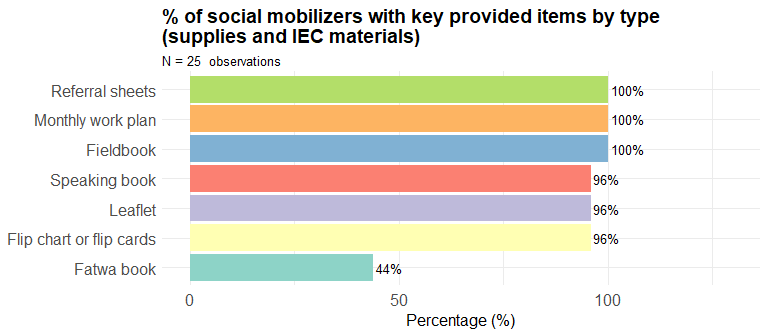 % of social mobilizers with key provided items by type
(supplies and IEC materials)
N = 25  observations
Referral sheets 100%
Monthly work plan 100%
Fieldbook 100%
Speaking book 96%
Leaflet 96%
Flip chart or flip cards 96%
Fatwa book 44%
0 50 100
Percentage (%)